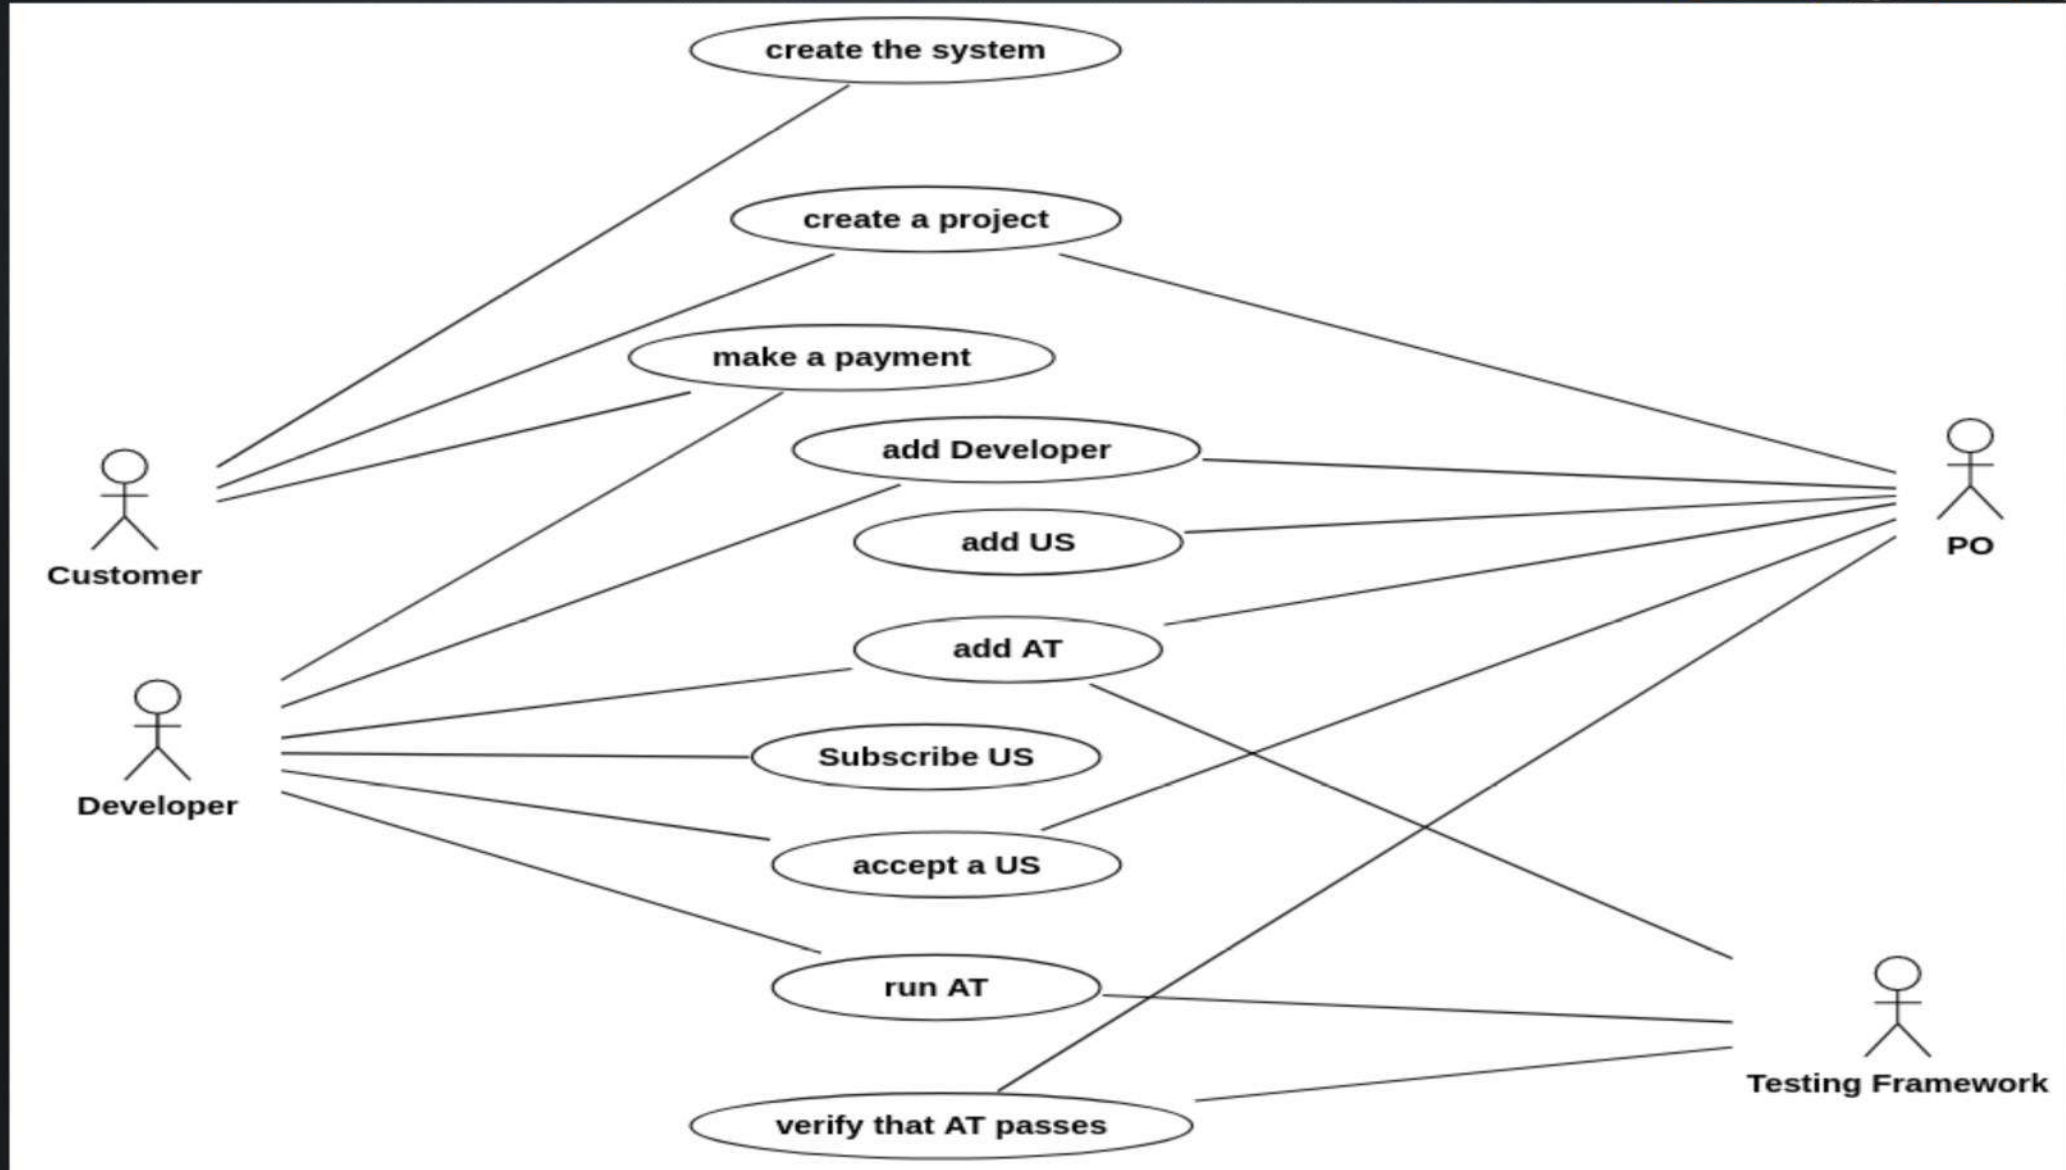 create the system
create a project
make a payment
add Developer
add US
Customer
PO
add AT
Subscribe US
Developer
accept a US
run AT
Testing Framework
verify that AT passes